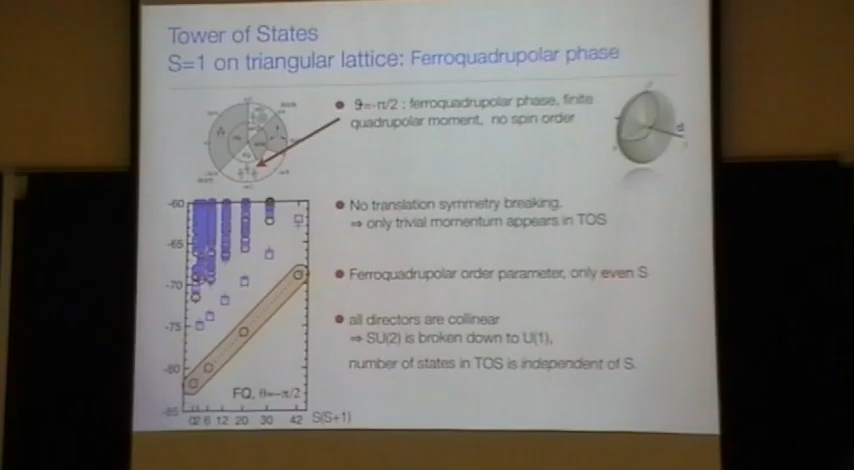 Tower of States
S=1 on triangular lattice: Ferroquadrupolar phase
ϑ=-π/2 : ferroquadrupolar phase, finite
quadrupolar moment, no spin order
No translation symmetry breaking.
⇒ only trivial momentum appears in TOS
Ferroquadrupolar order parameter, only even S
all directors are collinear
⇒ SU(2) is broken down to U(1),
number of states in TOS is independent of S.
-60
-65
-70
-75
-80
-85
FQ, θ=-π/2
0 2 6 12 20 30 42 S(S+1)